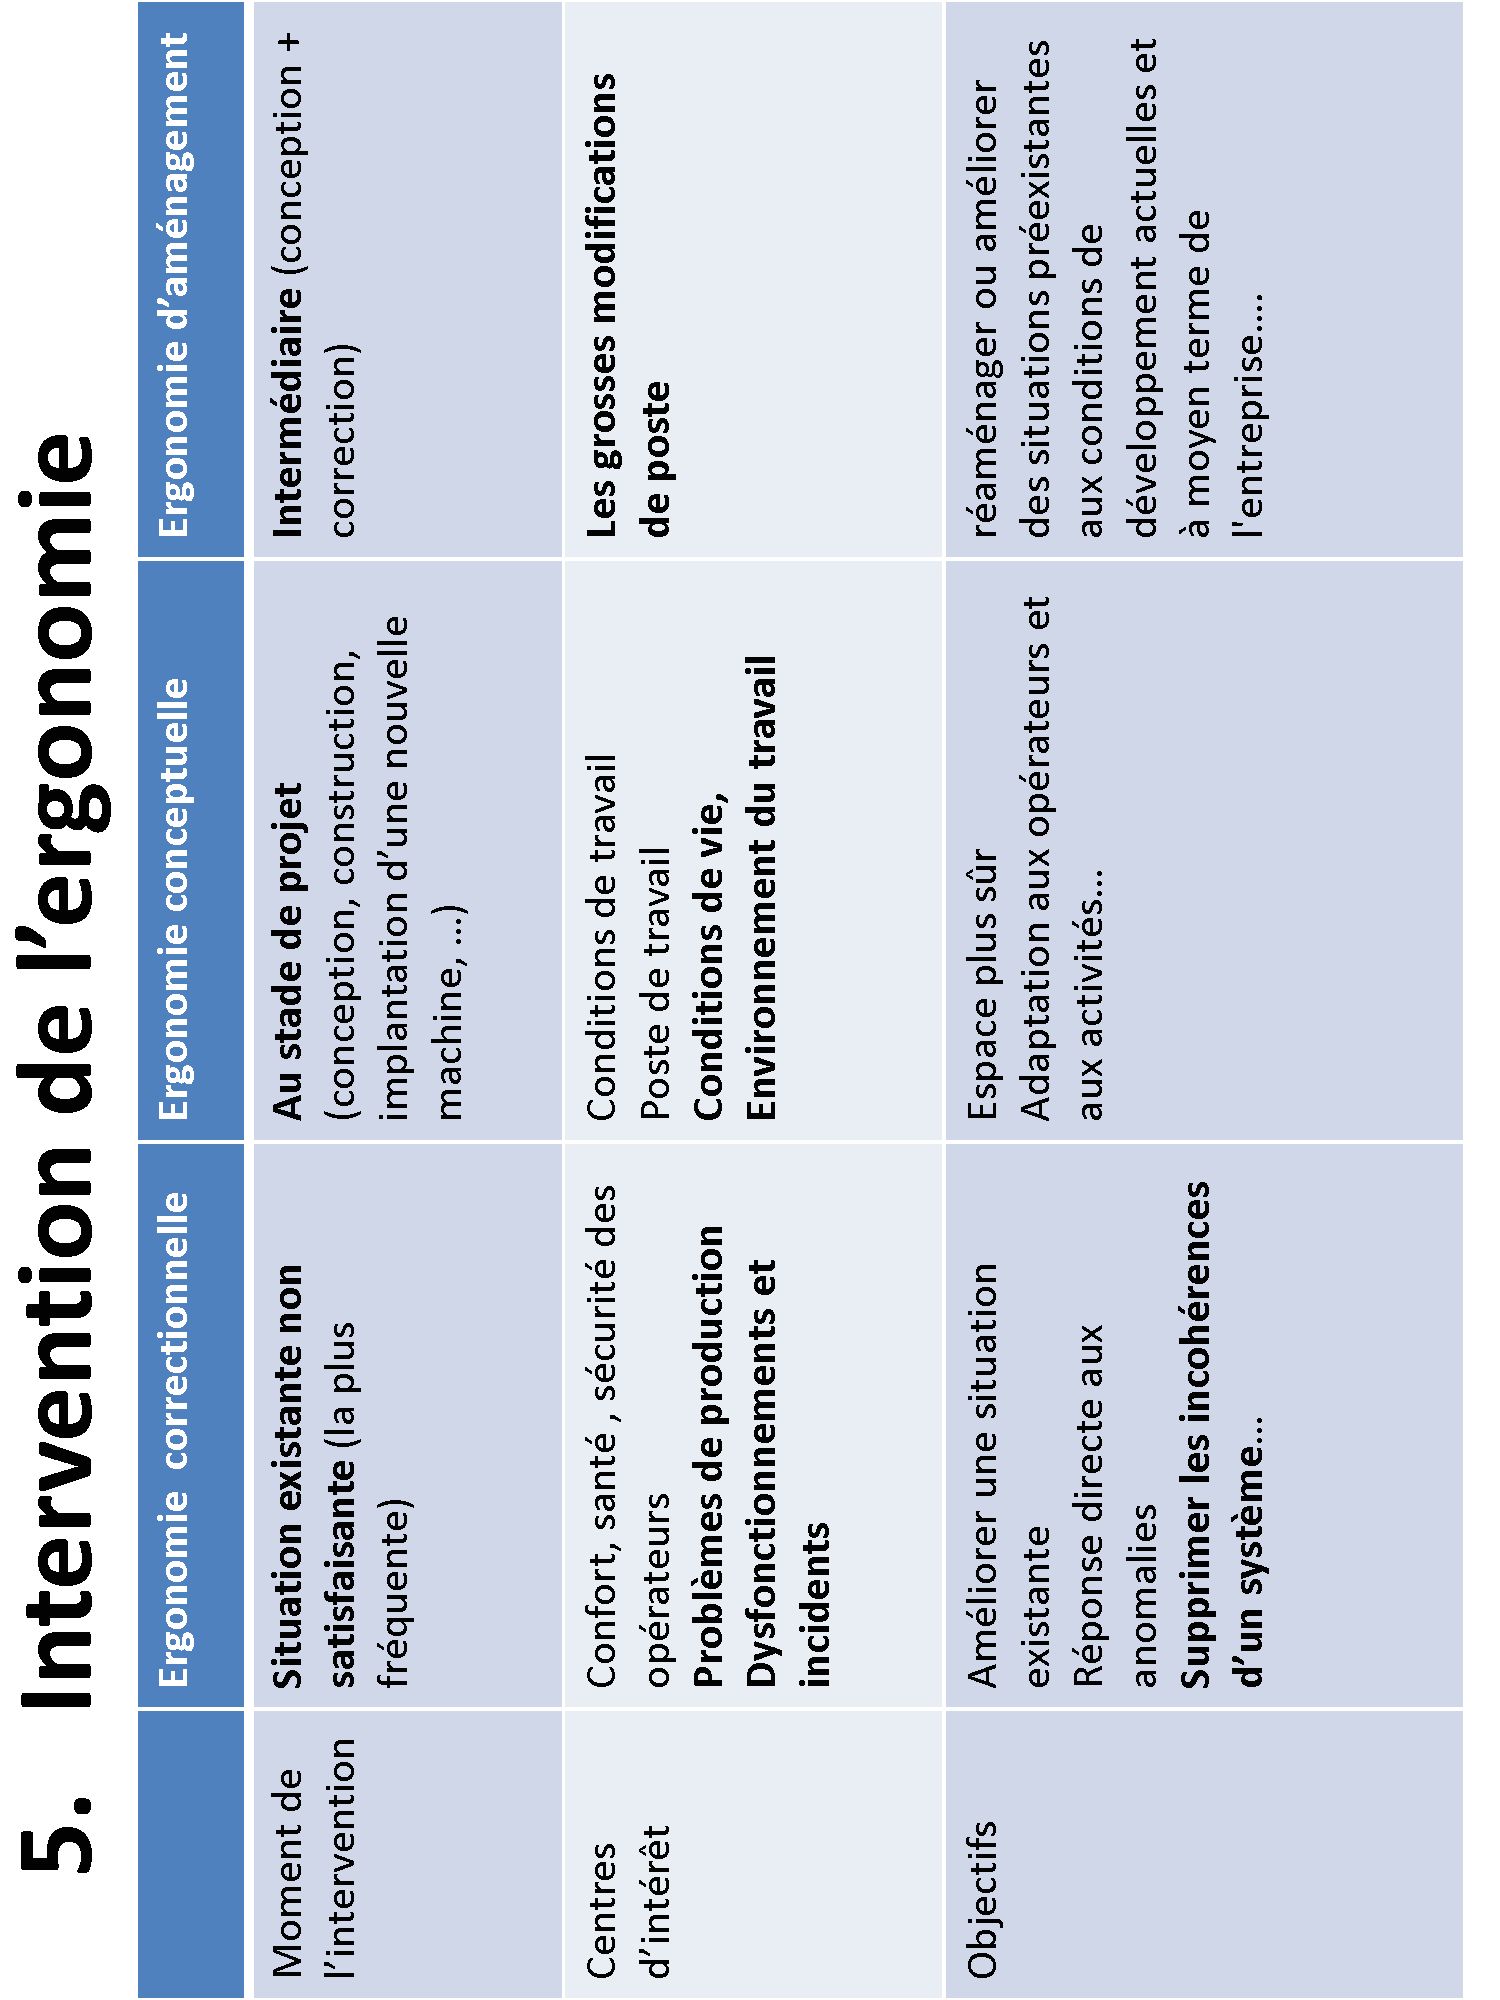 5. Intervention de l’ergonomie
Ergonomie correctionnelle
Ergonomie conceptuelle
Ergonomie d’aménagement
Moment de
l’intervention
Situation existante non
satisfaisante (la plus
fréquente)
Au stade de projet
(conception, construction,
implantation d’une nouvelle
machine, …)
Intermédiaire (conception +
correction)
Centres
d’intérêt
Confort, santé , sécurité des
opérateurs
Problèmes de production
Dysfonctionnements et
incidents
Conditions de travail
Poste de travail
Conditions de vie,
Environnement du travail
Les grosses modifications
de poste
Objectifs
Améliorer une situation
existante
Réponse directe aux
anomalies
Supprimer les incohérences
d’un système…
Espace plus sûr
Adaptation aux opérateurs et
aux activités…
réaménager ou améliorer
des situations préexistantes
aux conditions de
développement actuelles et
à moyen terme de
l'entreprise….